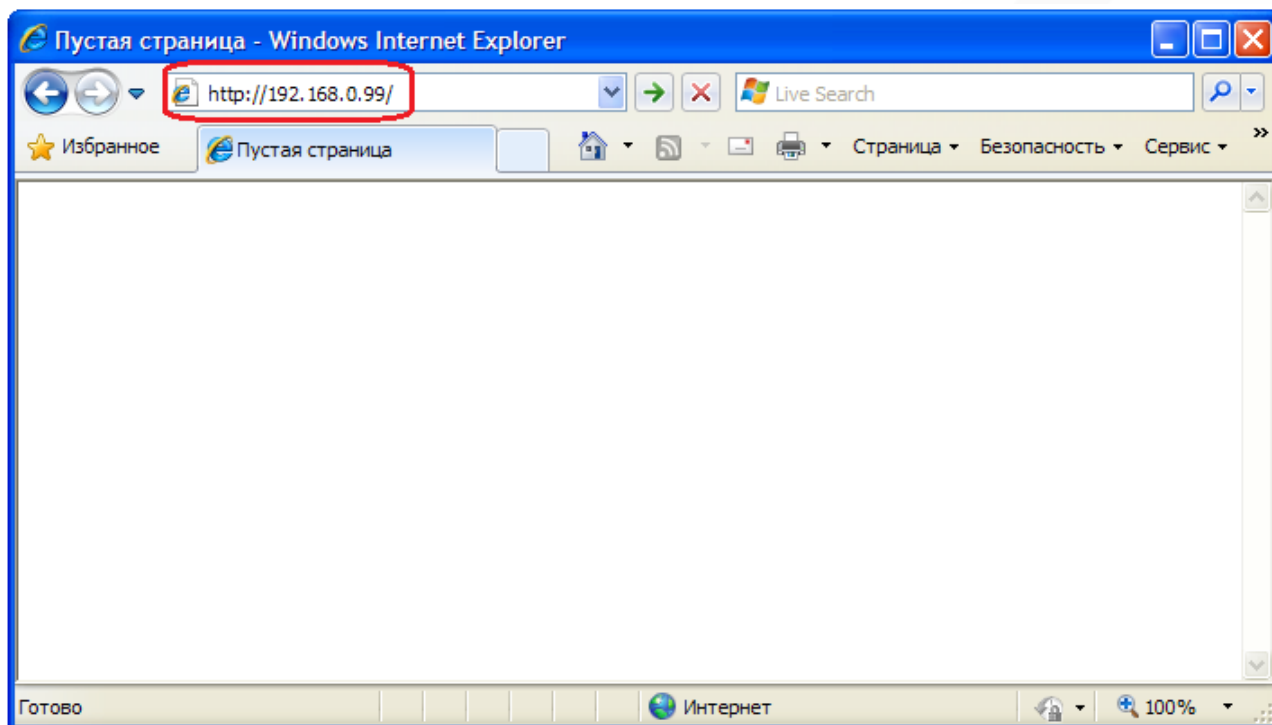 Пустая страница - Windows Internet Explorer
http://192.168.0.99/ Live Search
Избранное Пустая страница Страница Безопасность Сервис »
Готово Интернет 100%